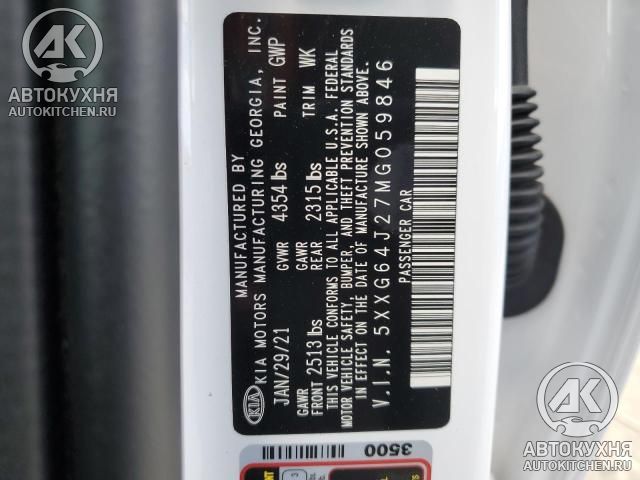 АВТОКУХНЯ
AUTOKITCHEN.RU
MANUFACTURED BY
KIA KIA MOTORS MANUFACTURING GEORGIA, INC.
JAN/29/21 GVWR 4354 lbs PAINT GWP
GAWR GAWR
FRONT 2513 lbs REAR 2315 lbs TRIM WK
THIS VEHICLE CONFORMS TO ALL APPLICABLE U.S.A. FEDERAL
MOTOR VEHICLE SAFETY, BUMPER, AND THEFT PREVENTION STANDARDS
IN EFFECT ON THE DATE OF MANUFACTURE SHOWN ABOVE.
V.I.N. 5XXG64J27MG059846
PASSENGER CAR
3500
АВТОКУХНЯ
AUTOKITCHEN.RU